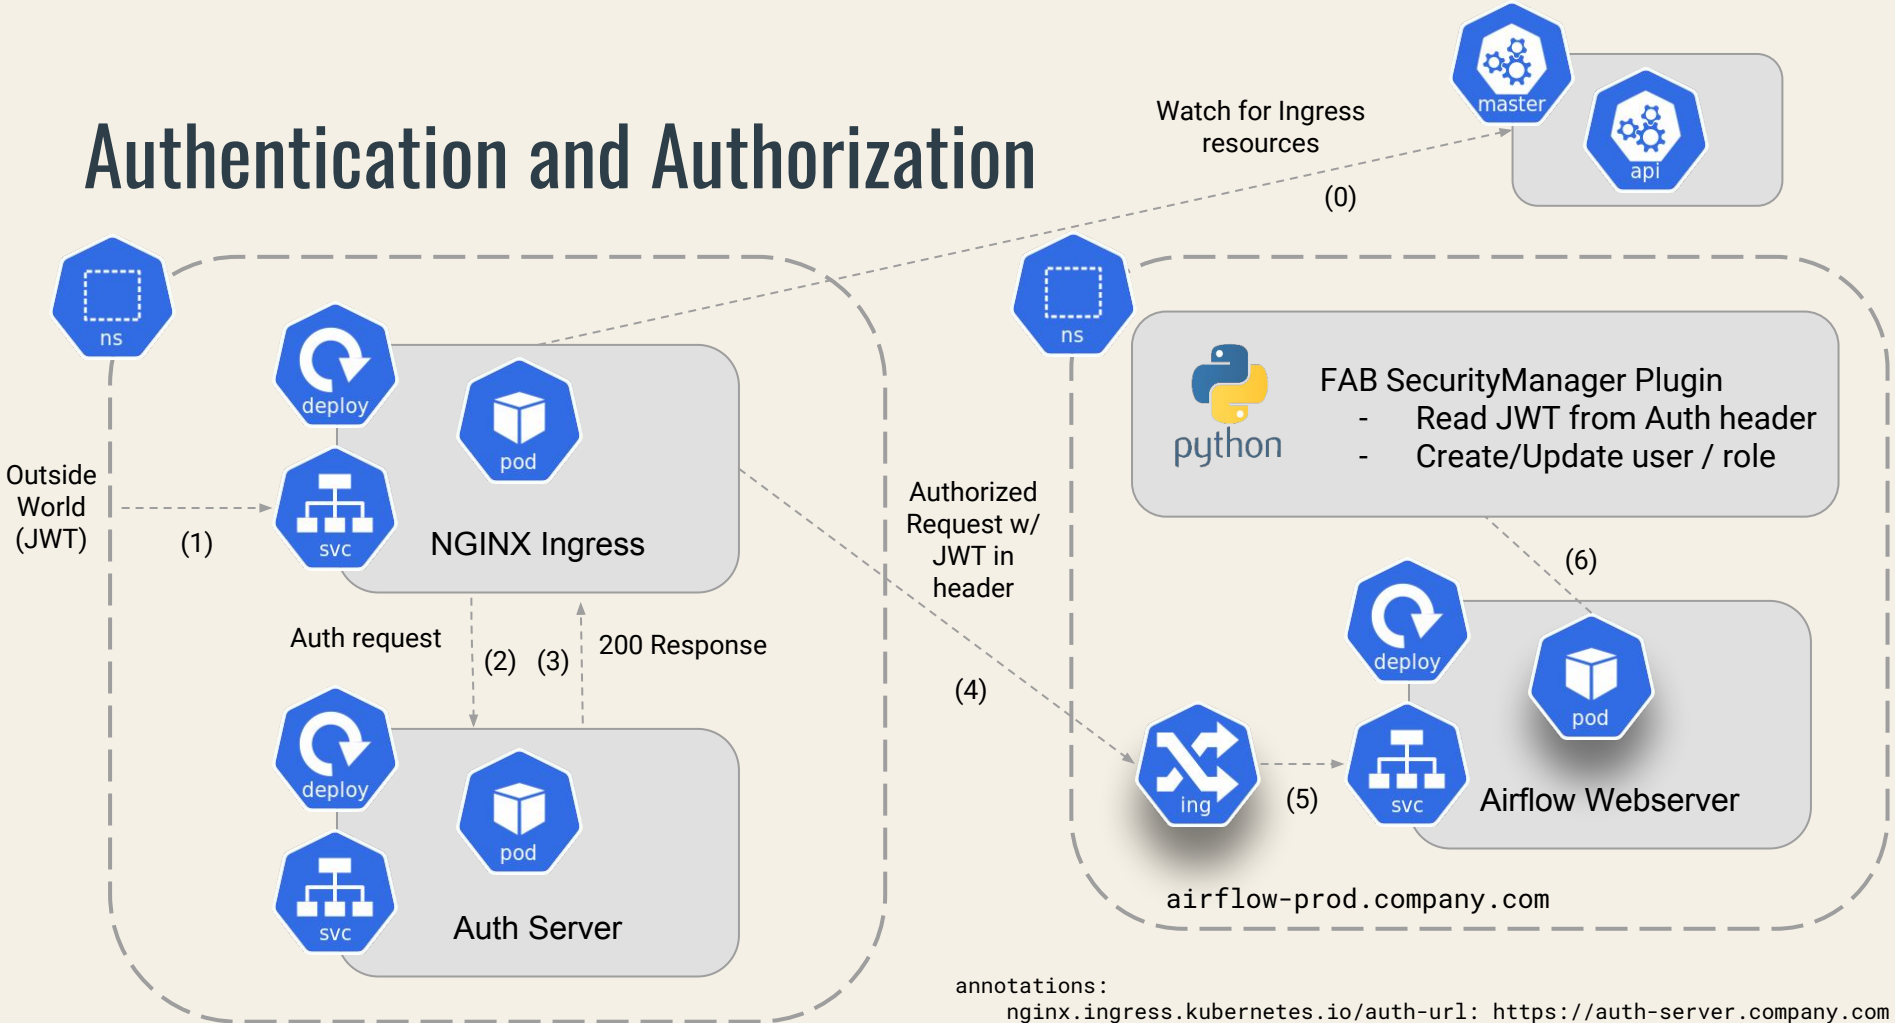 Authentication and Authorization
Watch for Ingress
resources
(0)
master
api
ns
deploy
pod
svc
NGINX Ingress
Outside
World
(JWT)
(1)
Auth request
(2)
(3)
200 Response
deploy
pod
svc
Auth Server
Authorized
Request w/
JWT in
header
(4)
ns
python
FAB SecurityManager Plugin
- Read JWT from Auth header
- Create/Update user / role
(6)
deploy
pod
ing
(5)
svc
Airflow Webserver
airflow-prod.company.com
annotations:
nginx.ingress.kubernetes.io/auth-url: https://auth-server.company.com